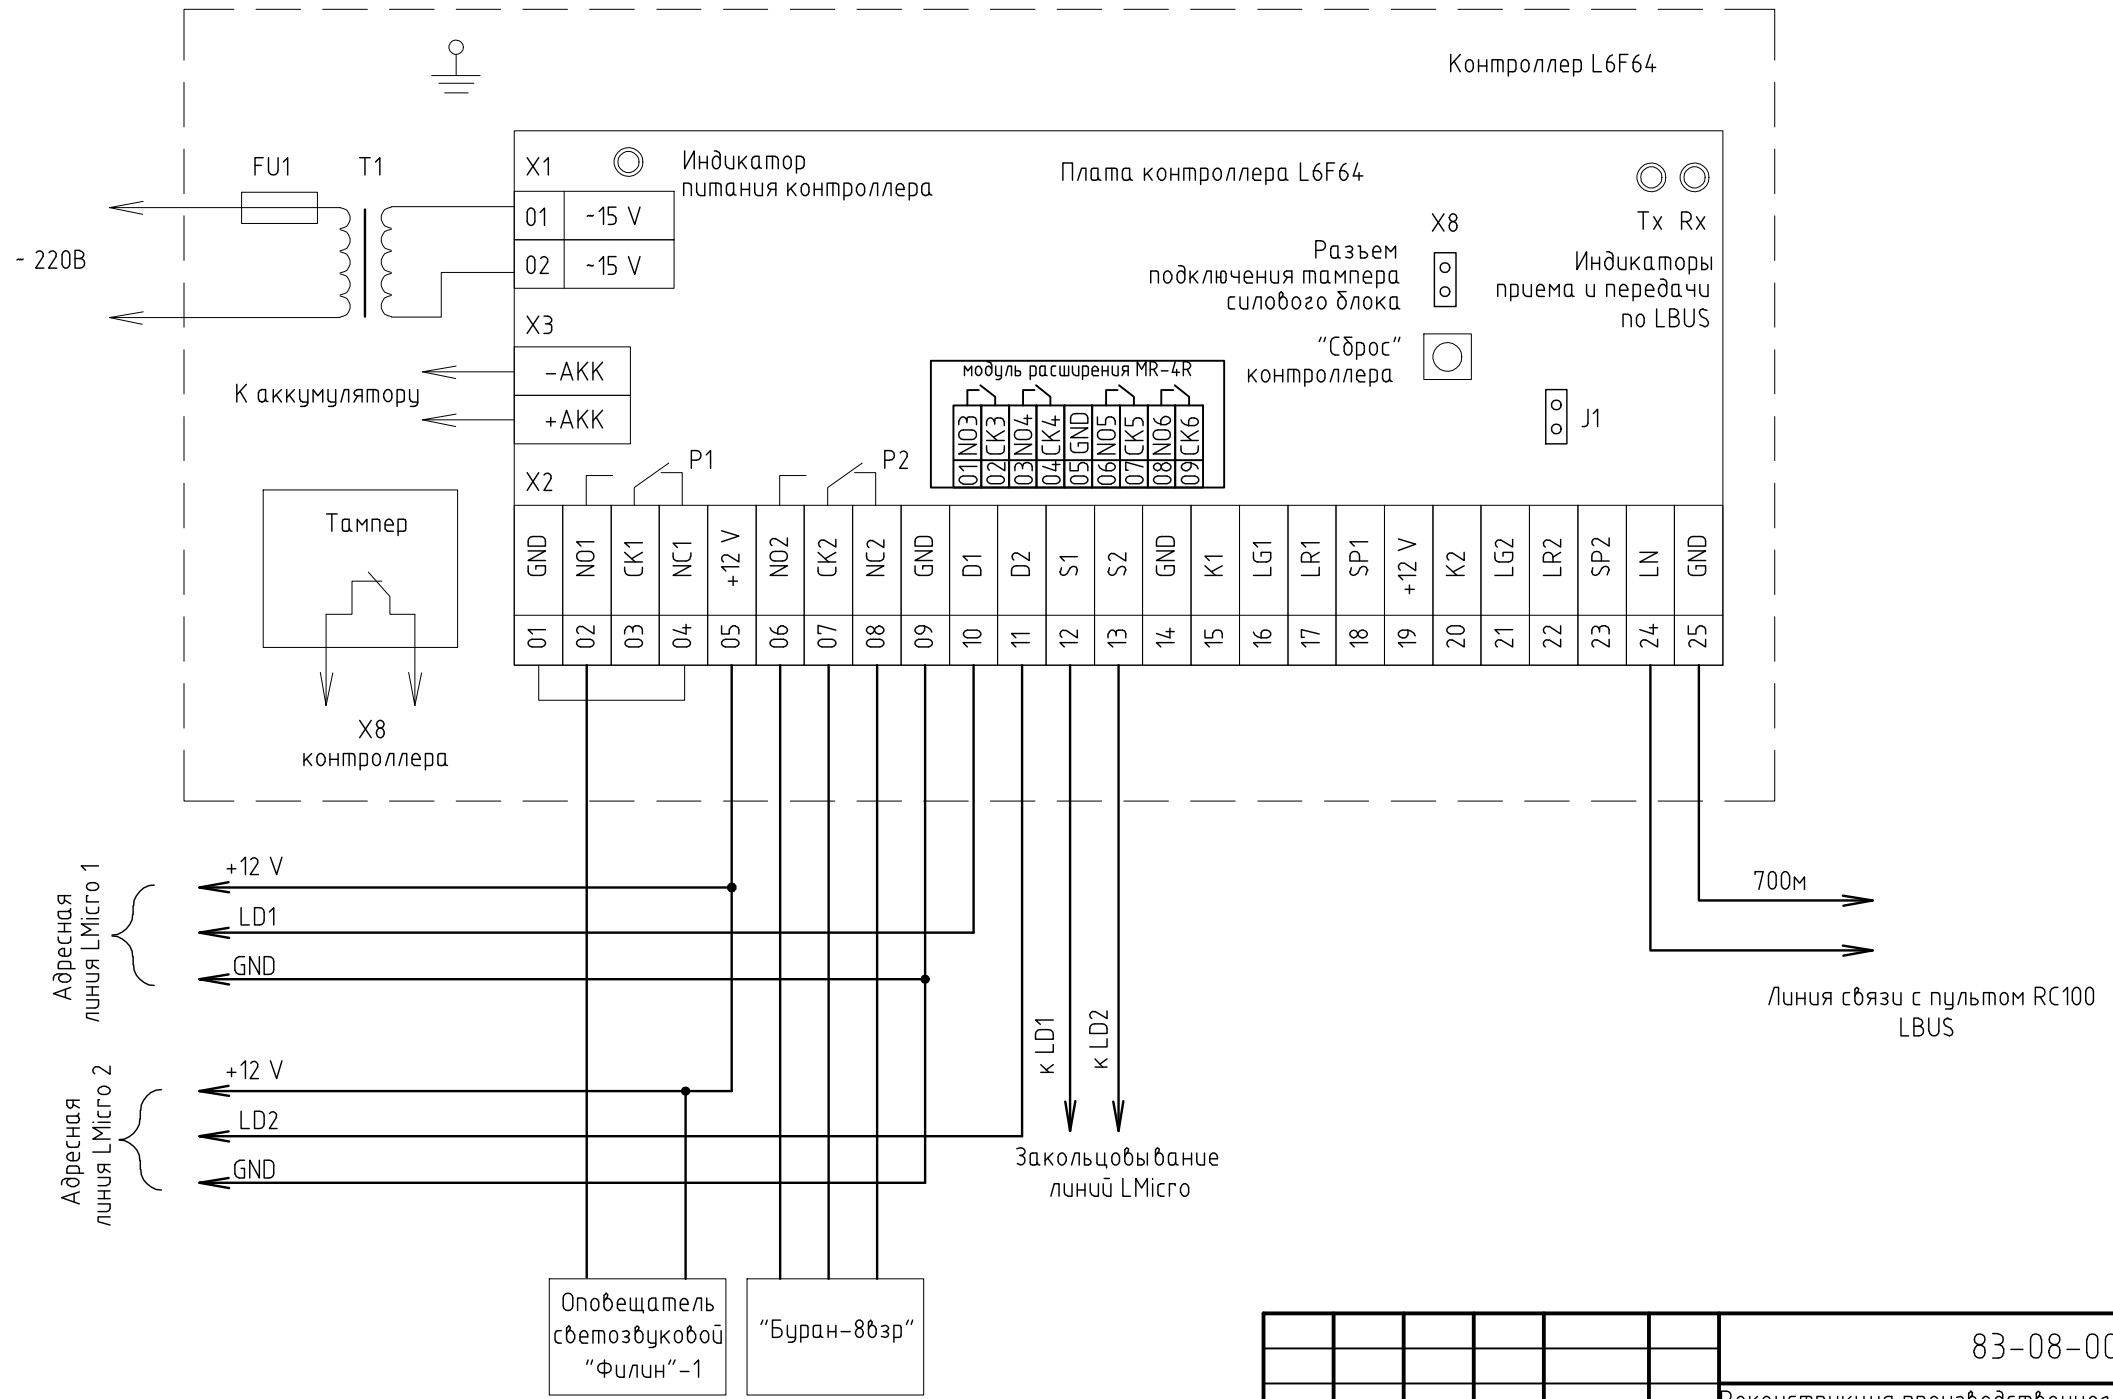 Контроллер L6F64
FU1
T1
X1
Индикатор
питания контроллера
Плата контроллера L6F64
Tx Rx
Индикаторы
приема и передачи
по LBUS
X8
Разъем
подключения тампера
силового блока
01 ~15 V
02 ~15 V
~ 220В
X3
-АКК
+АКК
К аккумулятору
"Сброс"
контроллера
J1
модуль расширения MR-4R
NO3 CK3 NO4 CK4 GND NO5 CK5 NO6 CK6
01 02 03 04 05 06 07 08 09
P1
P2
X2
GND NO1 CK1 NC1 +12 V NO2 CK2 NC2 GND D1 D2 S1 S2 GND K1 LG1 LR1 SP1 +12 V K2 LG2 LR2 SP2 LN GND
01 02 03 04 05 06 07 08 09 10 11 12 13 14 15 16 17 18 19 20 21 22 23 24 25
Тампер
X8
контроллера
Адресная
линия LMicro 1
+12 V
LD1
GND
700м
Линия связи с пультом RC100
LBUS
Адресная
линия LMicro 2
+12 V
LD2
GND
к LD1
к LD2
Закольцовывание
линий LMicro
Оповещатель
светозвуковой
"Филин"-1
"Буран-8взр"
83-08-00